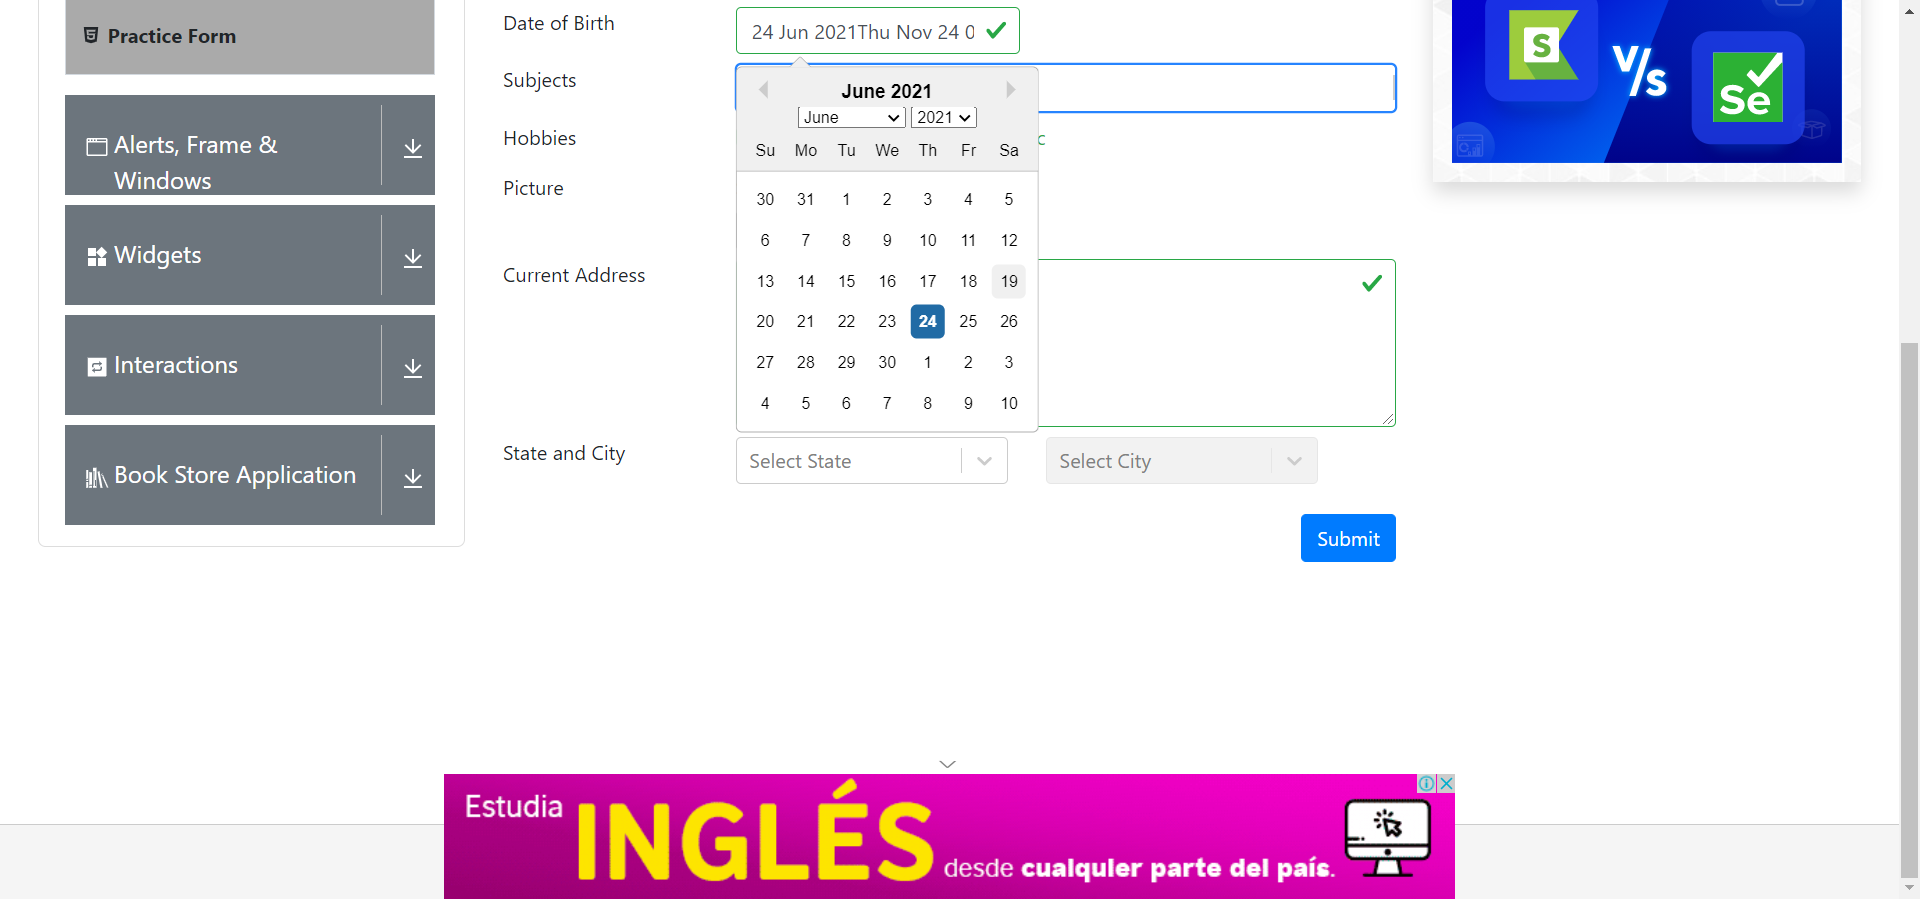 Practice Form
Alerts, Frame &
Windows
Widgets
Interactions
Book Store Application
Date of Birth
24 Jun 2021Thu Nov 24 0
Subjects
June 2021
June
2021
Su Mo Tu We Th Fr Sa
30 31 1 2 3 4 5
6 7 8 9 10 11 12
13 14 15 16 17 18 19
20 21 22 23 24 25 26
27 28 29 30 1 2 3
4 5 6 7 8 9 10
Hobbies
c
Picture
Current Address
State and City
Select State
Select City
Submit
S
V/s
Se
Estudia
INGLÉS
desde cualquier parte del país.